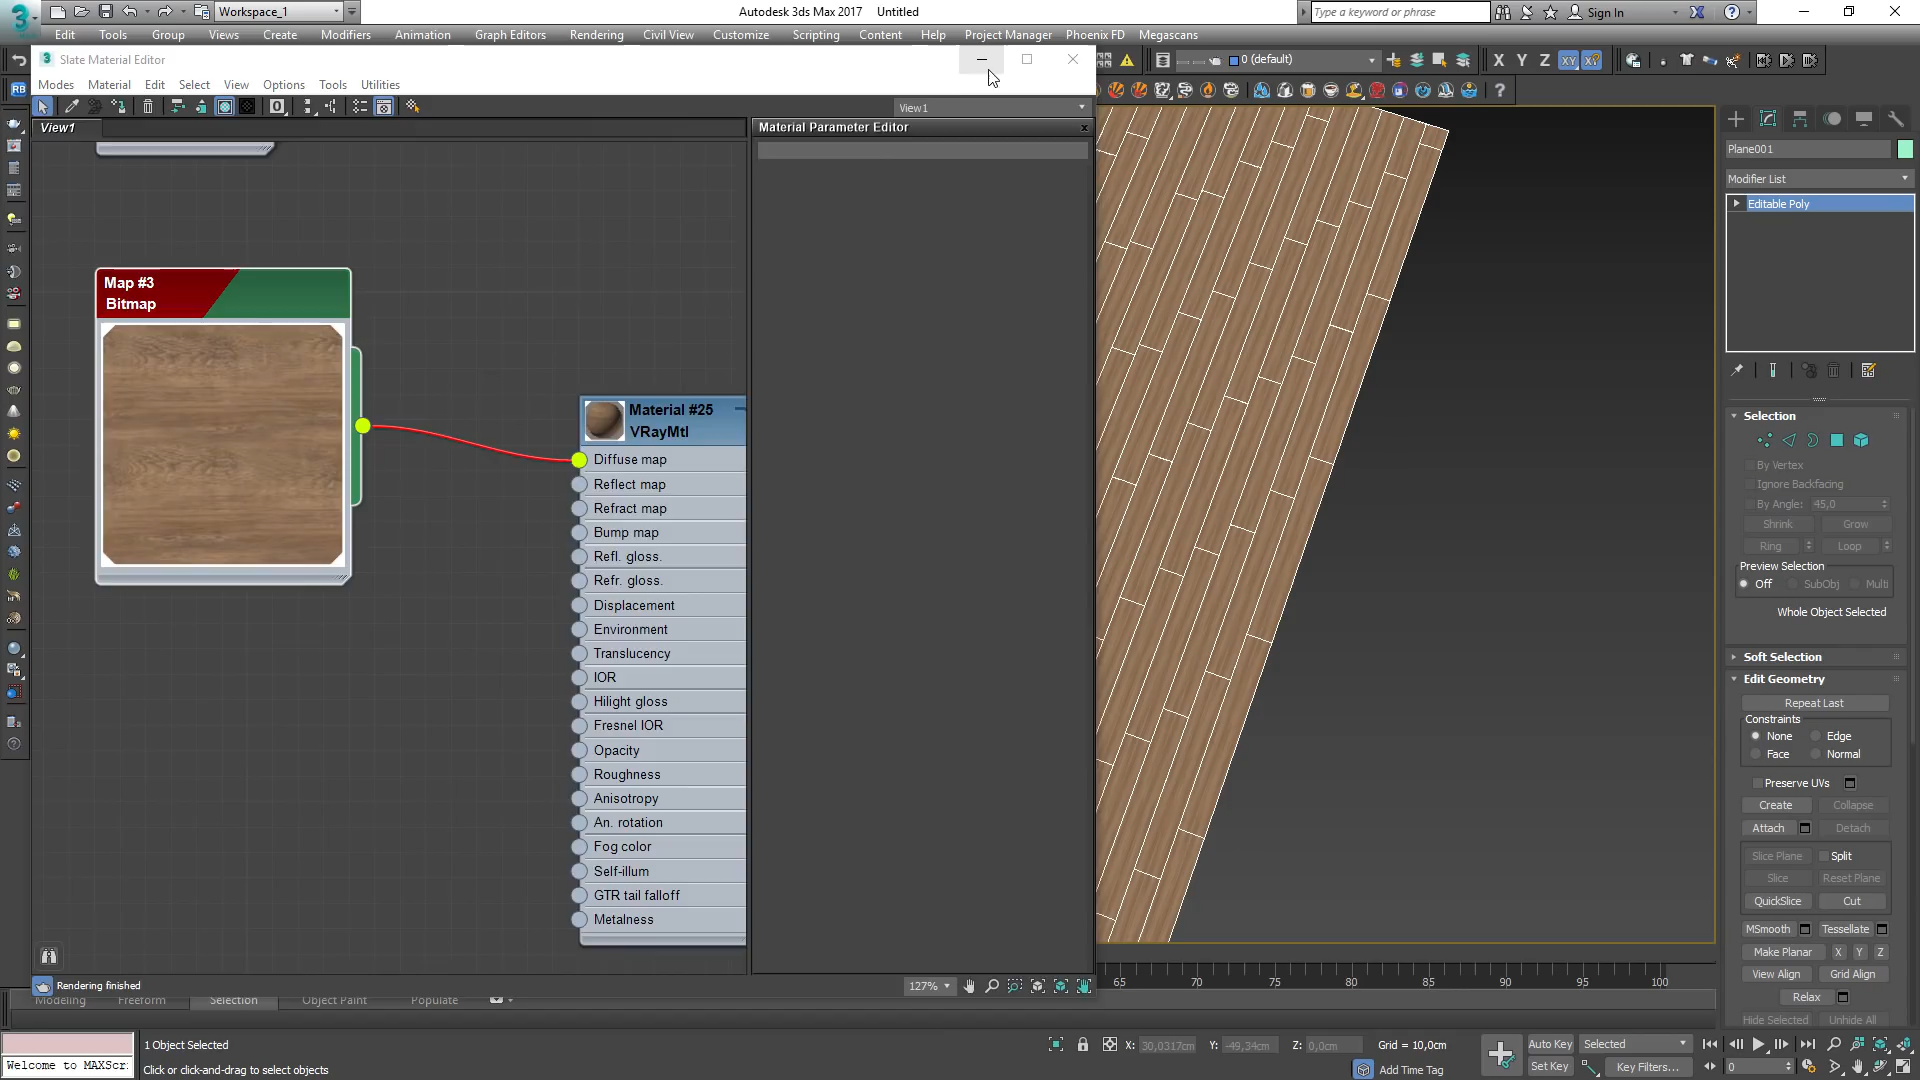 Workspace_1
Autodesk 3ds Max 2017
Untitled
Type a keyword or phrase
Sign In
Edit
Tools
Group
Views
Create
Modifiers
Animation
Graph Editors
Rendering
Civil View
Customize
Scripting
Content
Help
Project Manager
Phoenix FD
Megascans
Slate Material Editor
0 (default)
X
Y
Z
XY
Modes
Material
Edit
Select
View
Options
Tools
Utilities
RB
View1
View1
Material Parameter Editor
Map #3
Bitmap
Material #25
VRayMtl
Diffuse map
Reflect map
Refract map
Bump map
Refl. gloss.
Refr. gloss.
Displacement
Environment
Translucency
IOR
Hilight gloss
Fresnel IOR
Opacity
Roughness
Anisotropy
An. rotation
Fog color
Self-illum
GTR tail falloff
Metalness
Plane001
Modifier List
Editable Poly
Selection
By Vertex
Ignore Backfacing
By Angle: 45,0
Shrink
Grow
Ring
Loop
Preview Selection
Off
SubObj
Multi
Whole Object Selected
Soft Selection
Edit Geometry
Repeat Last
Constraints
None
Edge
Face
Normal
Preserve UVs
Create
Collapse
Attach
Detach
Slice Plane
Split
Slice
Reset Plane
QuickSlice
Cut
MSmooth
Tessellate
Make Planar
X
Y
Z
View Align
Grid Align
Relax
Hide Selected
Unhide All
Rendering finished
127%
65
70
75
80
85
90
95
100
Modeling
Freeform
Selection
Object Paint
Populate
1 Object Selected
Welcome to MAXScr:
Click or click-and-drag to select objects
X: 30,0317cm
Y: -49,34cm
Z: 0,0cm
Grid = 10,0cm
Add Time Tag
Auto Key
Selected
Set Key
Key Filters...
0